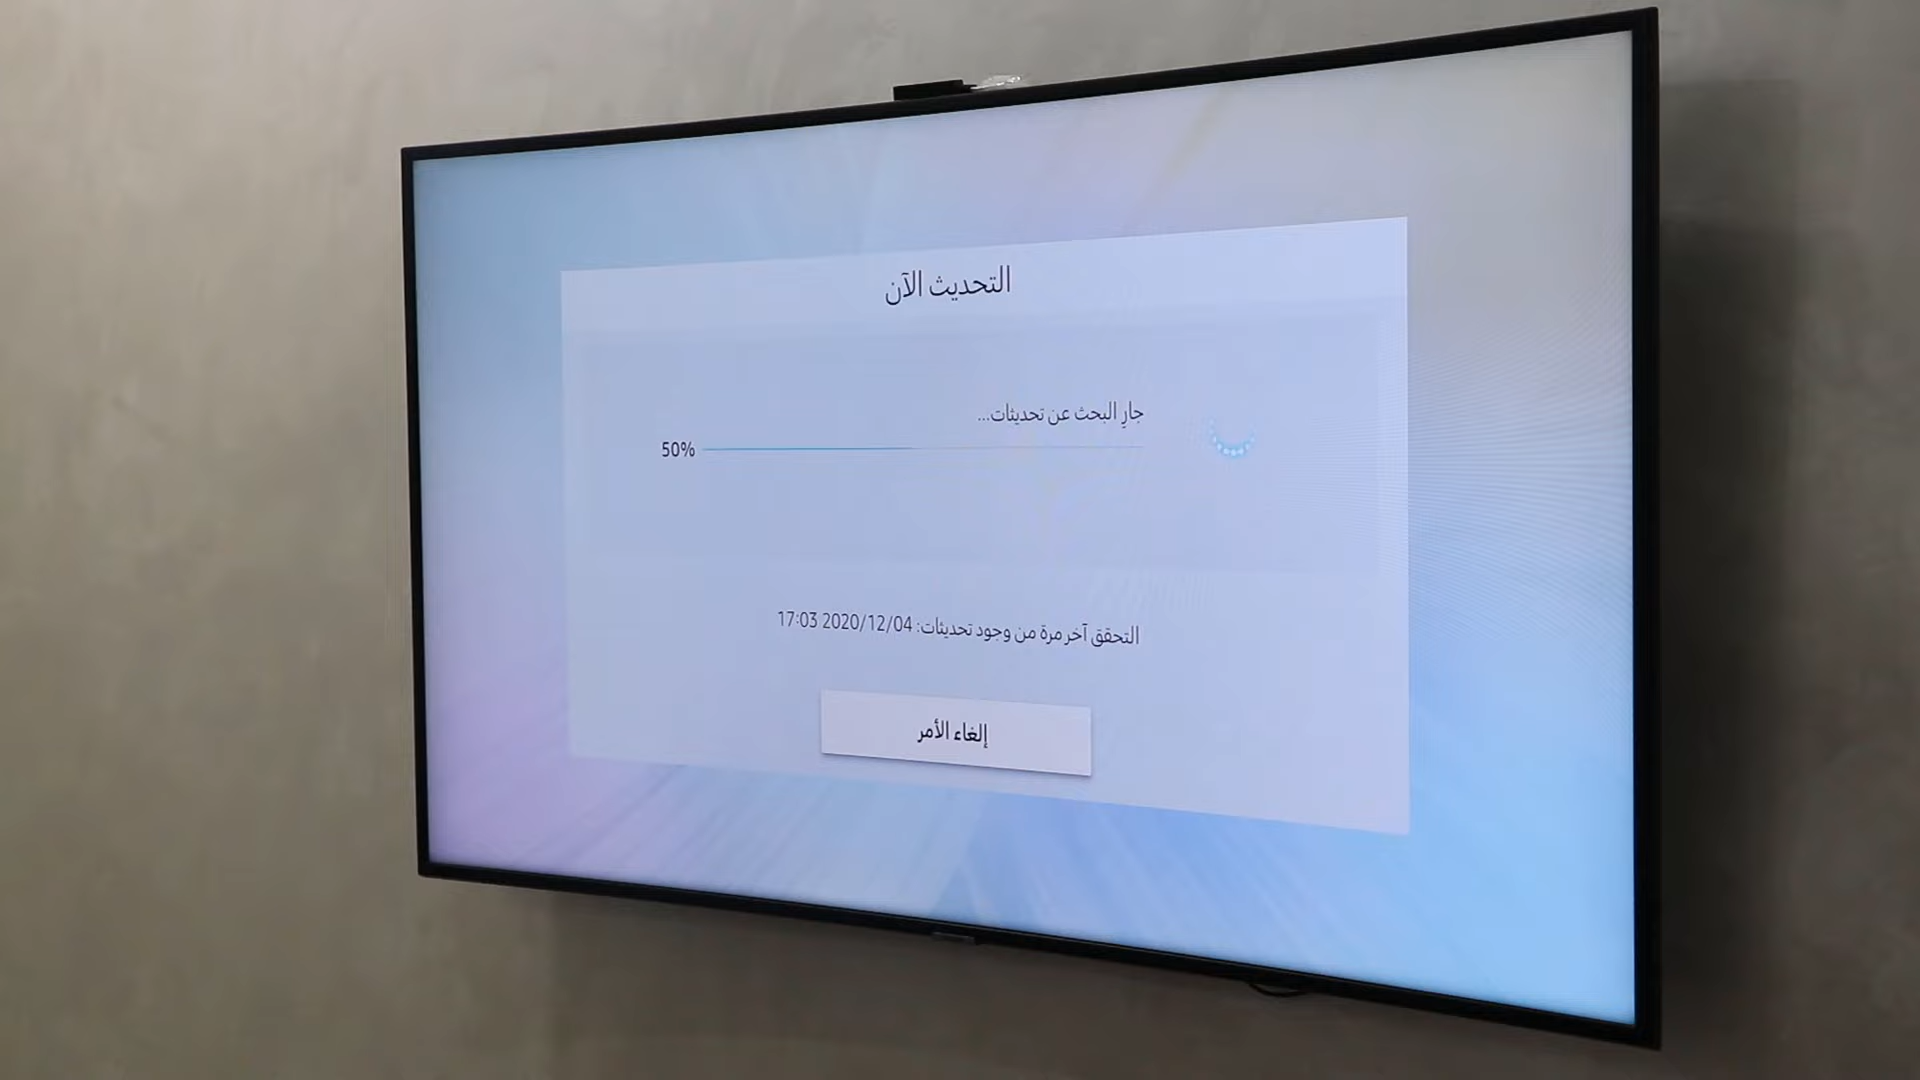 التحديث الآن
جارِ البحث عن تحديثات...
50%
التحقق آخر مرة من وجود تحديثات: 2020/12/04 17:03
إلغاء الأمر